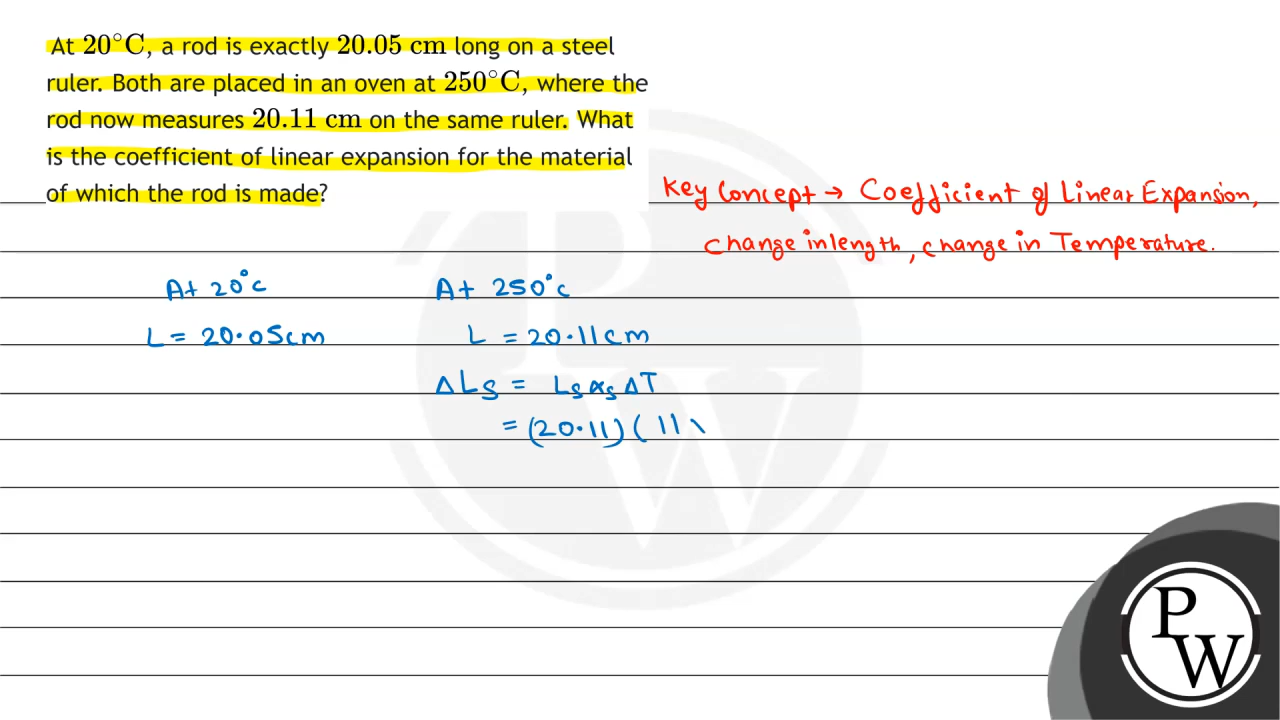 At 20°C, a rod is exactly 20.05 cm long on a steel
ruler. Both are placed in an oven at 250°C, where the
rod now measures 20.11 cm on the same ruler. What
is the coefficient of linear expansion for the material
of which the rod is made?
Key Concept → Coefficient of Linear Expansion,
change in length, change in Temperature.
At 20°c At 250°c
L = 20.05cm L = 20.11cm
ΔLs = Ls αs ΔT
= (20.11) ( 11 \
P
W
PW